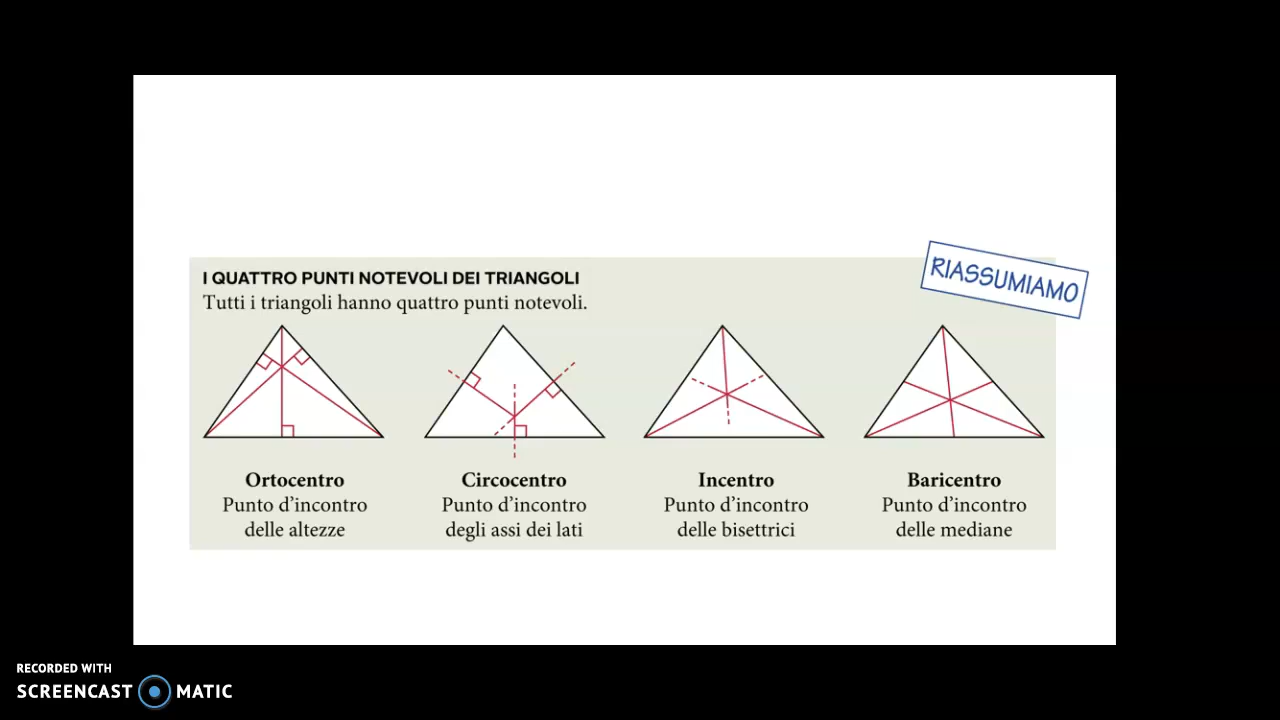 I QUATTRO PUNTI NOTEVOLI DEI TRIANGOLI
Tutti i triangoli hanno quattro punti notevoli.
RIASSUMIAMO
Ortocentro
Punto d'incontro
delle altezze
Circocentro
Punto d'incontro
degli assi dei lati
Incentro
Punto d'incontro
delle bisettrici
Baricentro
Punto d'incontro
delle mediane
RECORDED WITH
SCREENCAST MATIC